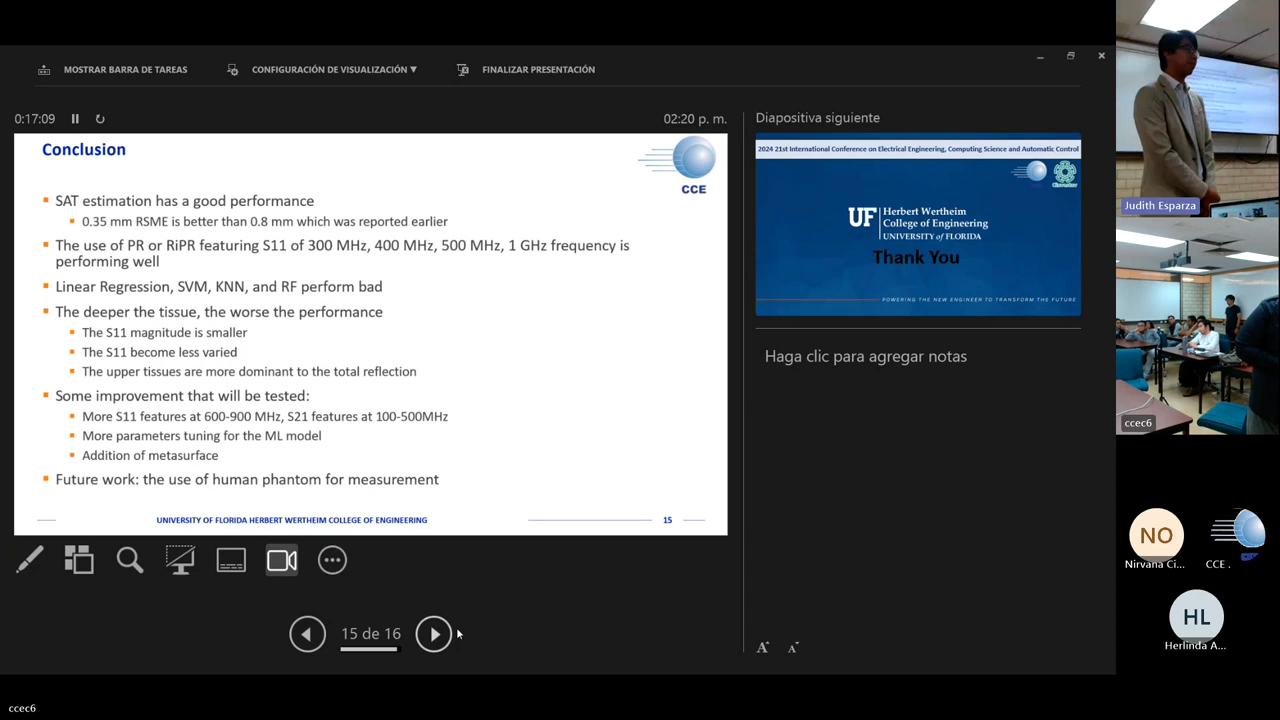 MOSTRAR BARRA DE TAREAS
CONFIGURACIÓN DE VISUALIZACIÓN ▼
FINALIZAR PRESENTACIÓN
0:17:09
02:20 p. m.
Conclusion
CCE
SAT estimation has a good performance
0.35 mm RSME is better than 0.8 mm which was reported earlier
The use of PR or RiPR featuring S11 of 300 MHz, 400 MHz, 500 MHz, 1 GHz frequency is
performing well
Linear Regression, SVM, KNN, and RF perform bad
The deeper the tissue, the worse the performance
The S11 magnitude is smaller
The S11 become less varied
The upper tissues are more dominant to the total reflection
Some improvement that will be tested:
More S11 features at 600-900 MHz, S21 features at 100-500MHz
More parameters tuning for the ML model
Addition of metasurface
Future work: the use of human phantom for measurement
UNIVERSITY OF FLORIDA HERBERT WERTHEIM COLLEGE OF ENGINEERING
15
15 de 16
Diapositiva siguiente
2024 21st International Conference on Electrical Engineering, Computing Science and Automatic Control
UF Herbert Wertheim
College of Engineering
UNIVERSITY of FLORIDA
Thank You
POWERING THE NEW ENGINEER TO TRANSFORM THE FUTURE
Haga clic para agregar notas
A A
Judith Esparza
ccec6
NO
Nirvana Ci...
CCE .
HL
Herlinda A...
ccec6